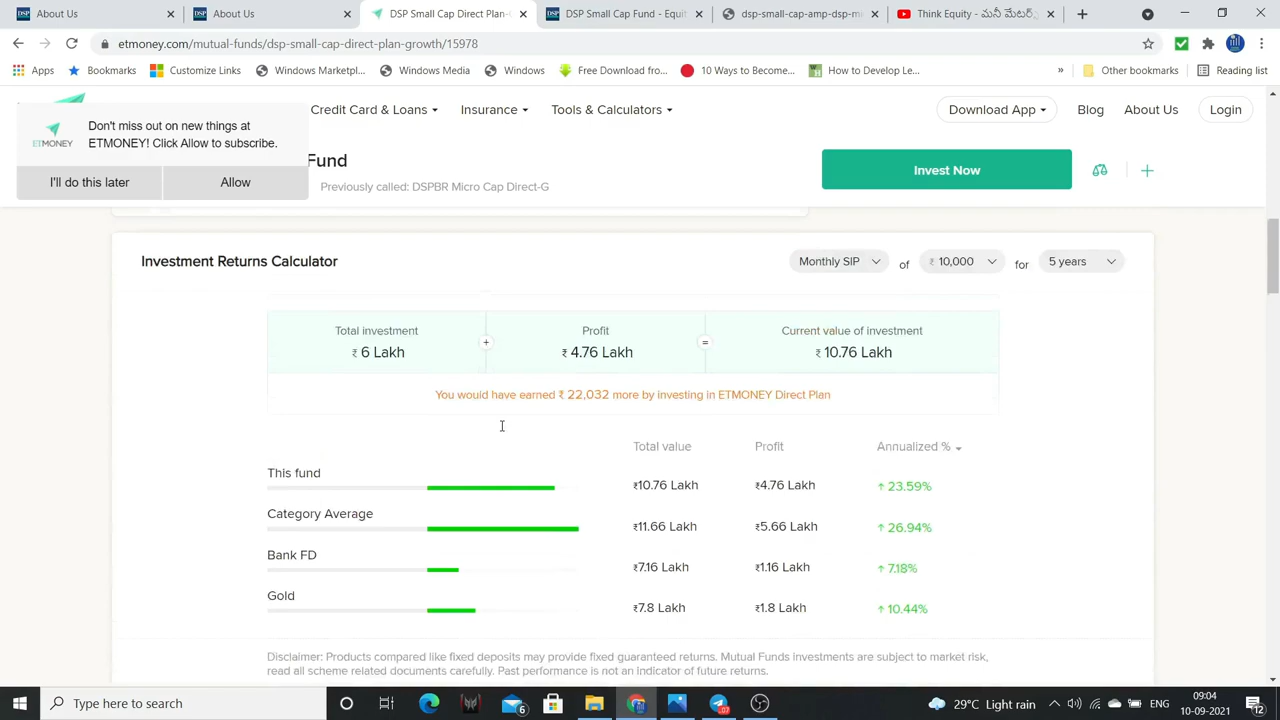 About Us
About Us
DSP Small Cap Direct Plan-G
DSP Small Cap Fund - Equit
dsp-small-cap-amp-dsp-ma
Think Equity - మనీ మేటర్స్
etmoney.com/mutual-funds/dsp-small-cap-direct-plan-growth/15978
Apps
Bookmarks
Customize Links
Windows Marketpl...
Windows Media
Windows
Free Download fro...
10 Ways to Become...
How to Develop Le...
»
Other bookmarks
Reading list
Credit Card & Loans
Insurance
Tools & Calculators
Download App
Blog
About Us
Login
ETMONEY
Don't miss out on new things at
ETMONEY! Click Allow to subscribe.
I'll do this later
Allow
Fund
Previously called: DSPBR Micro Cap Direct-G
Invest Now
Investment Returns Calculator
Monthly SIP of ₹ 10,000 for 5 years
Total investment
₹ 6 Lakh
+
Profit
₹ 4.76 Lakh
=
Current value of investment
₹ 10.76 Lakh
You would have earned ₹ 22,032 more by investing in ETMONEY Direct Plan
Total value Profit Annualized %
This fund ₹10.76 Lakh ₹4.76 Lakh 23.59%
Category Average ₹11.66 Lakh ₹5.66 Lakh 26.94%
Bank FD ₹7.16 Lakh ₹1.16 Lakh 7.18%
Gold ₹7.8 Lakh ₹1.8 Lakh 10.44%
Disclaimer: Products compared like fixed deposits may provide fixed guaranteed returns. Mutual Funds investments are subject to market risk,
read all scheme related documents carefully. Past performance is not an indicator of future returns.
Type here to search
6
07
29°C Light rain
ENG
09:04
10-09-2021
2